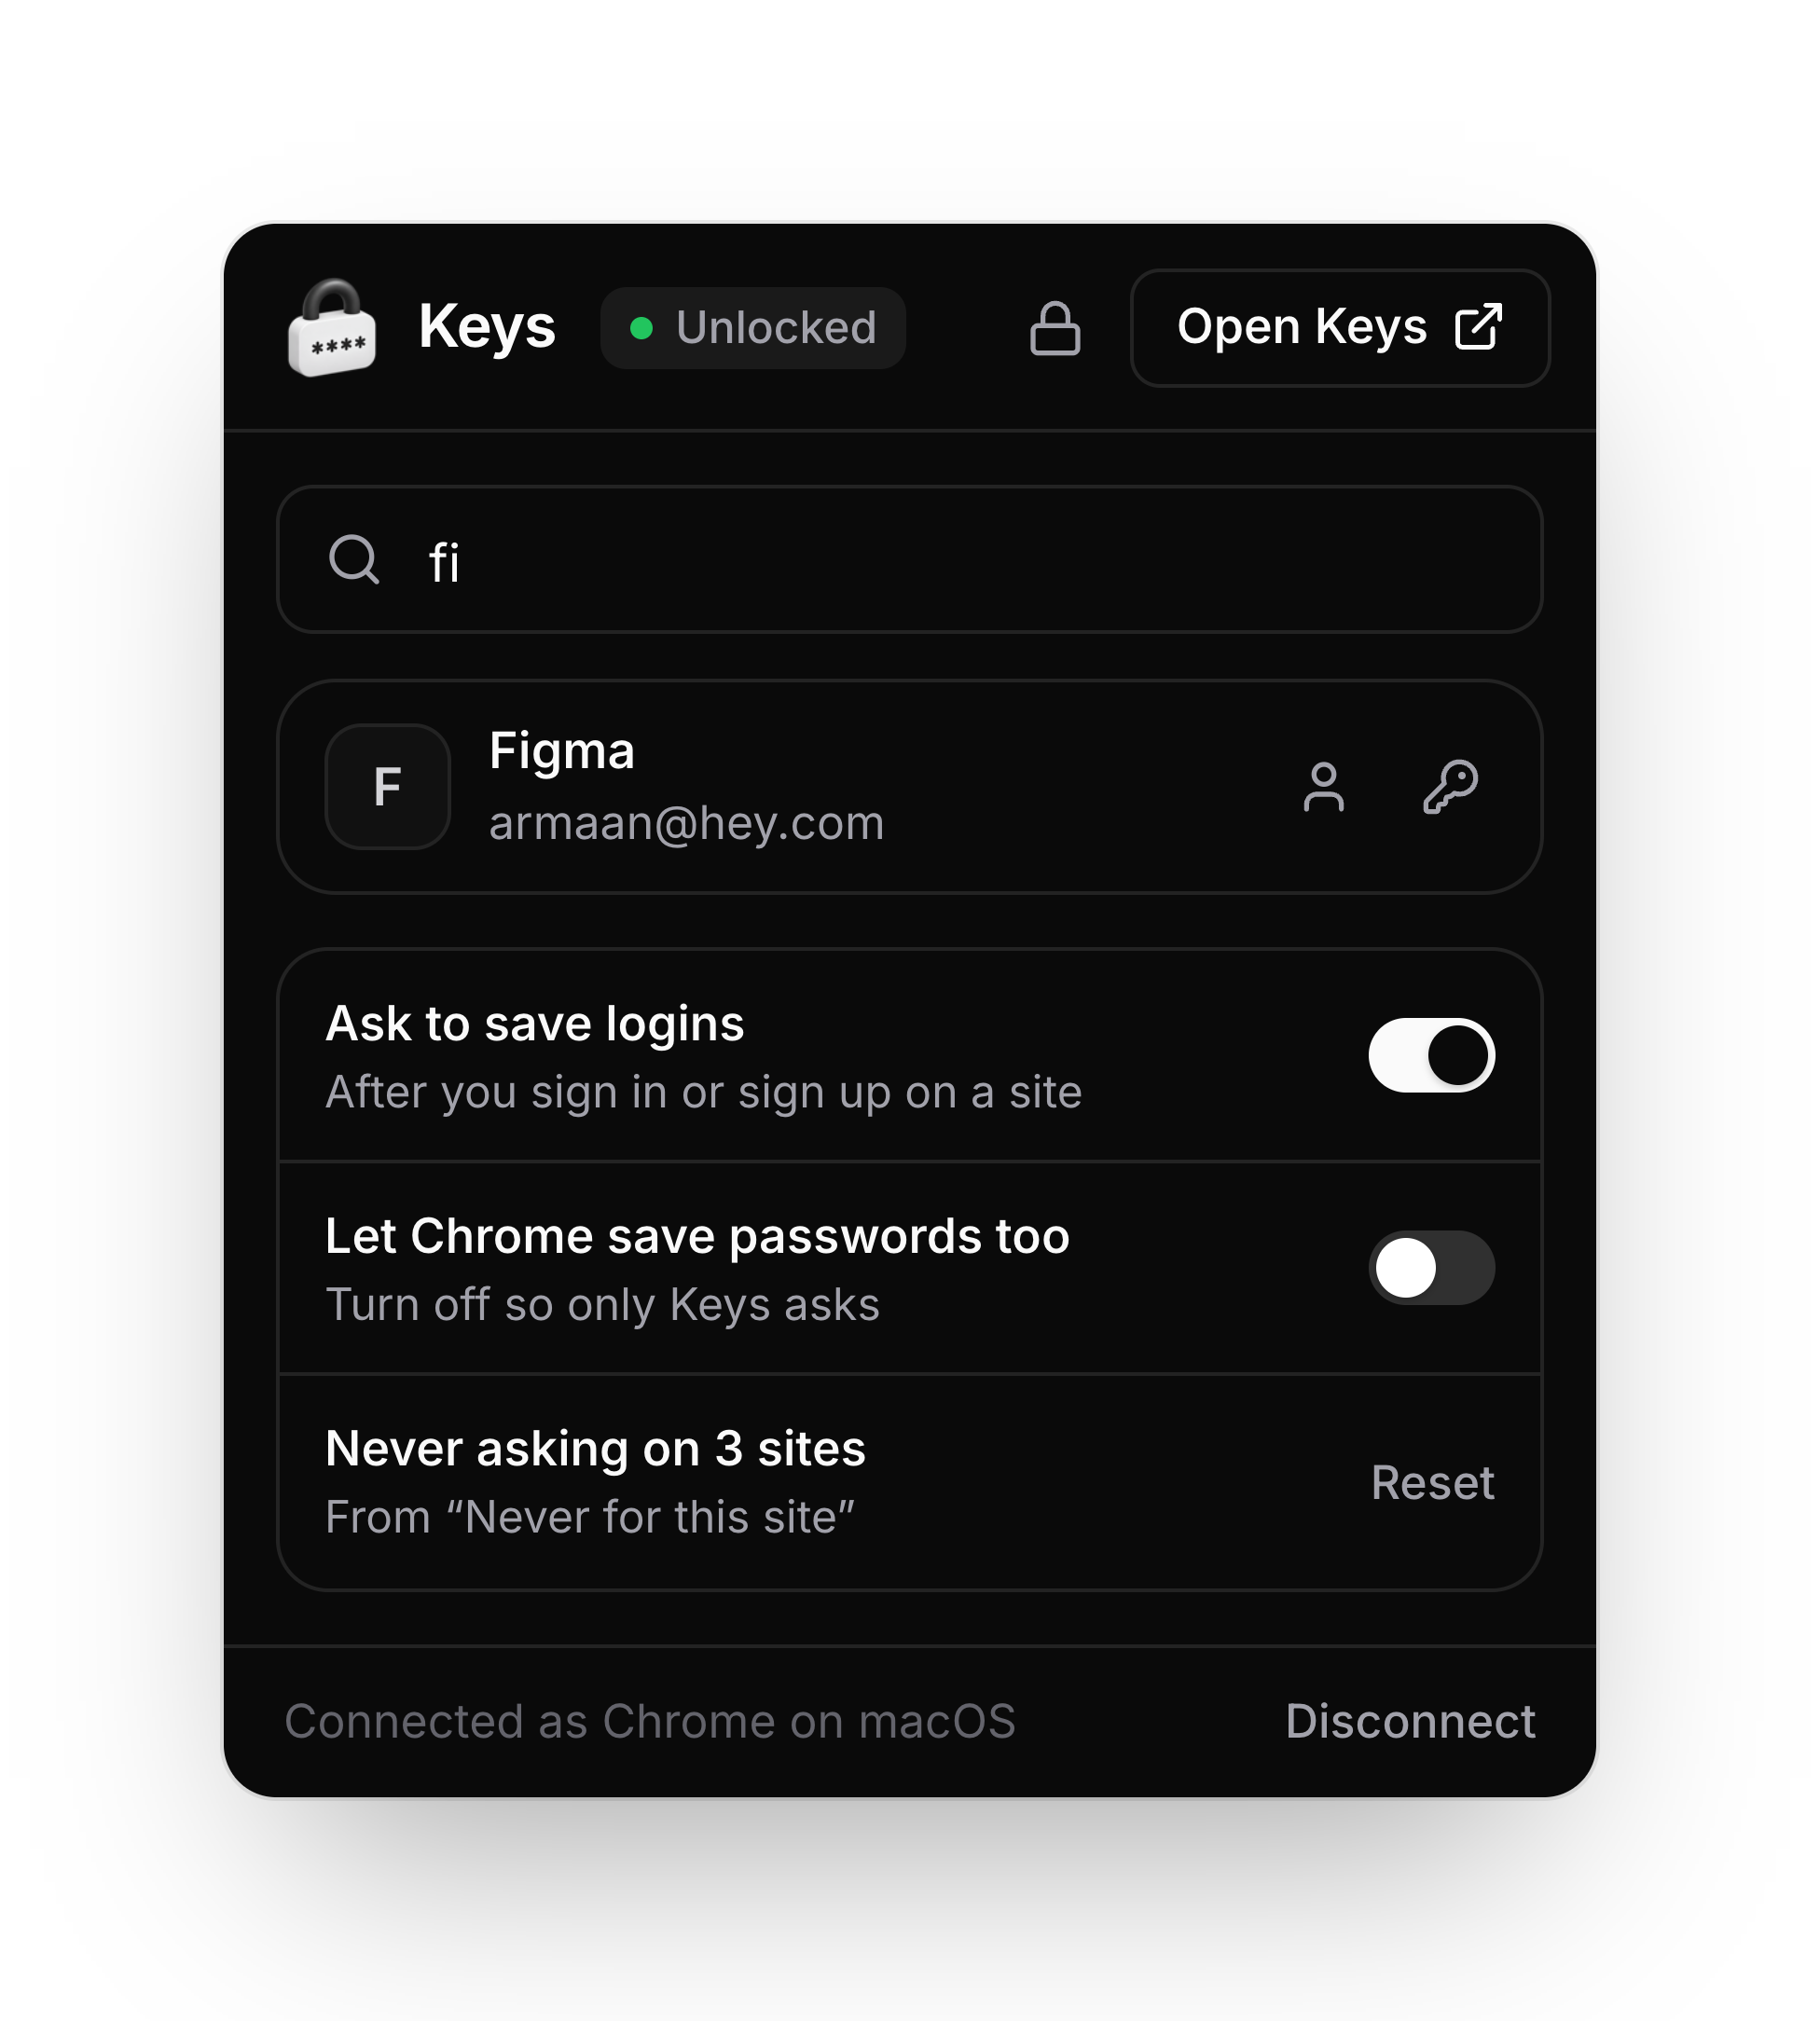 ****
Keys
Unlocked
Open Keys
fi
F
Figma
armaan@hey.com
Ask to save logins
After you sign in or sign up on a site
Let Chrome save passwords too
Turn off so only Keys asks
Never asking on 3 sites
From “Never for this site”
Reset
Connected as Chrome on macOS
Disconnect